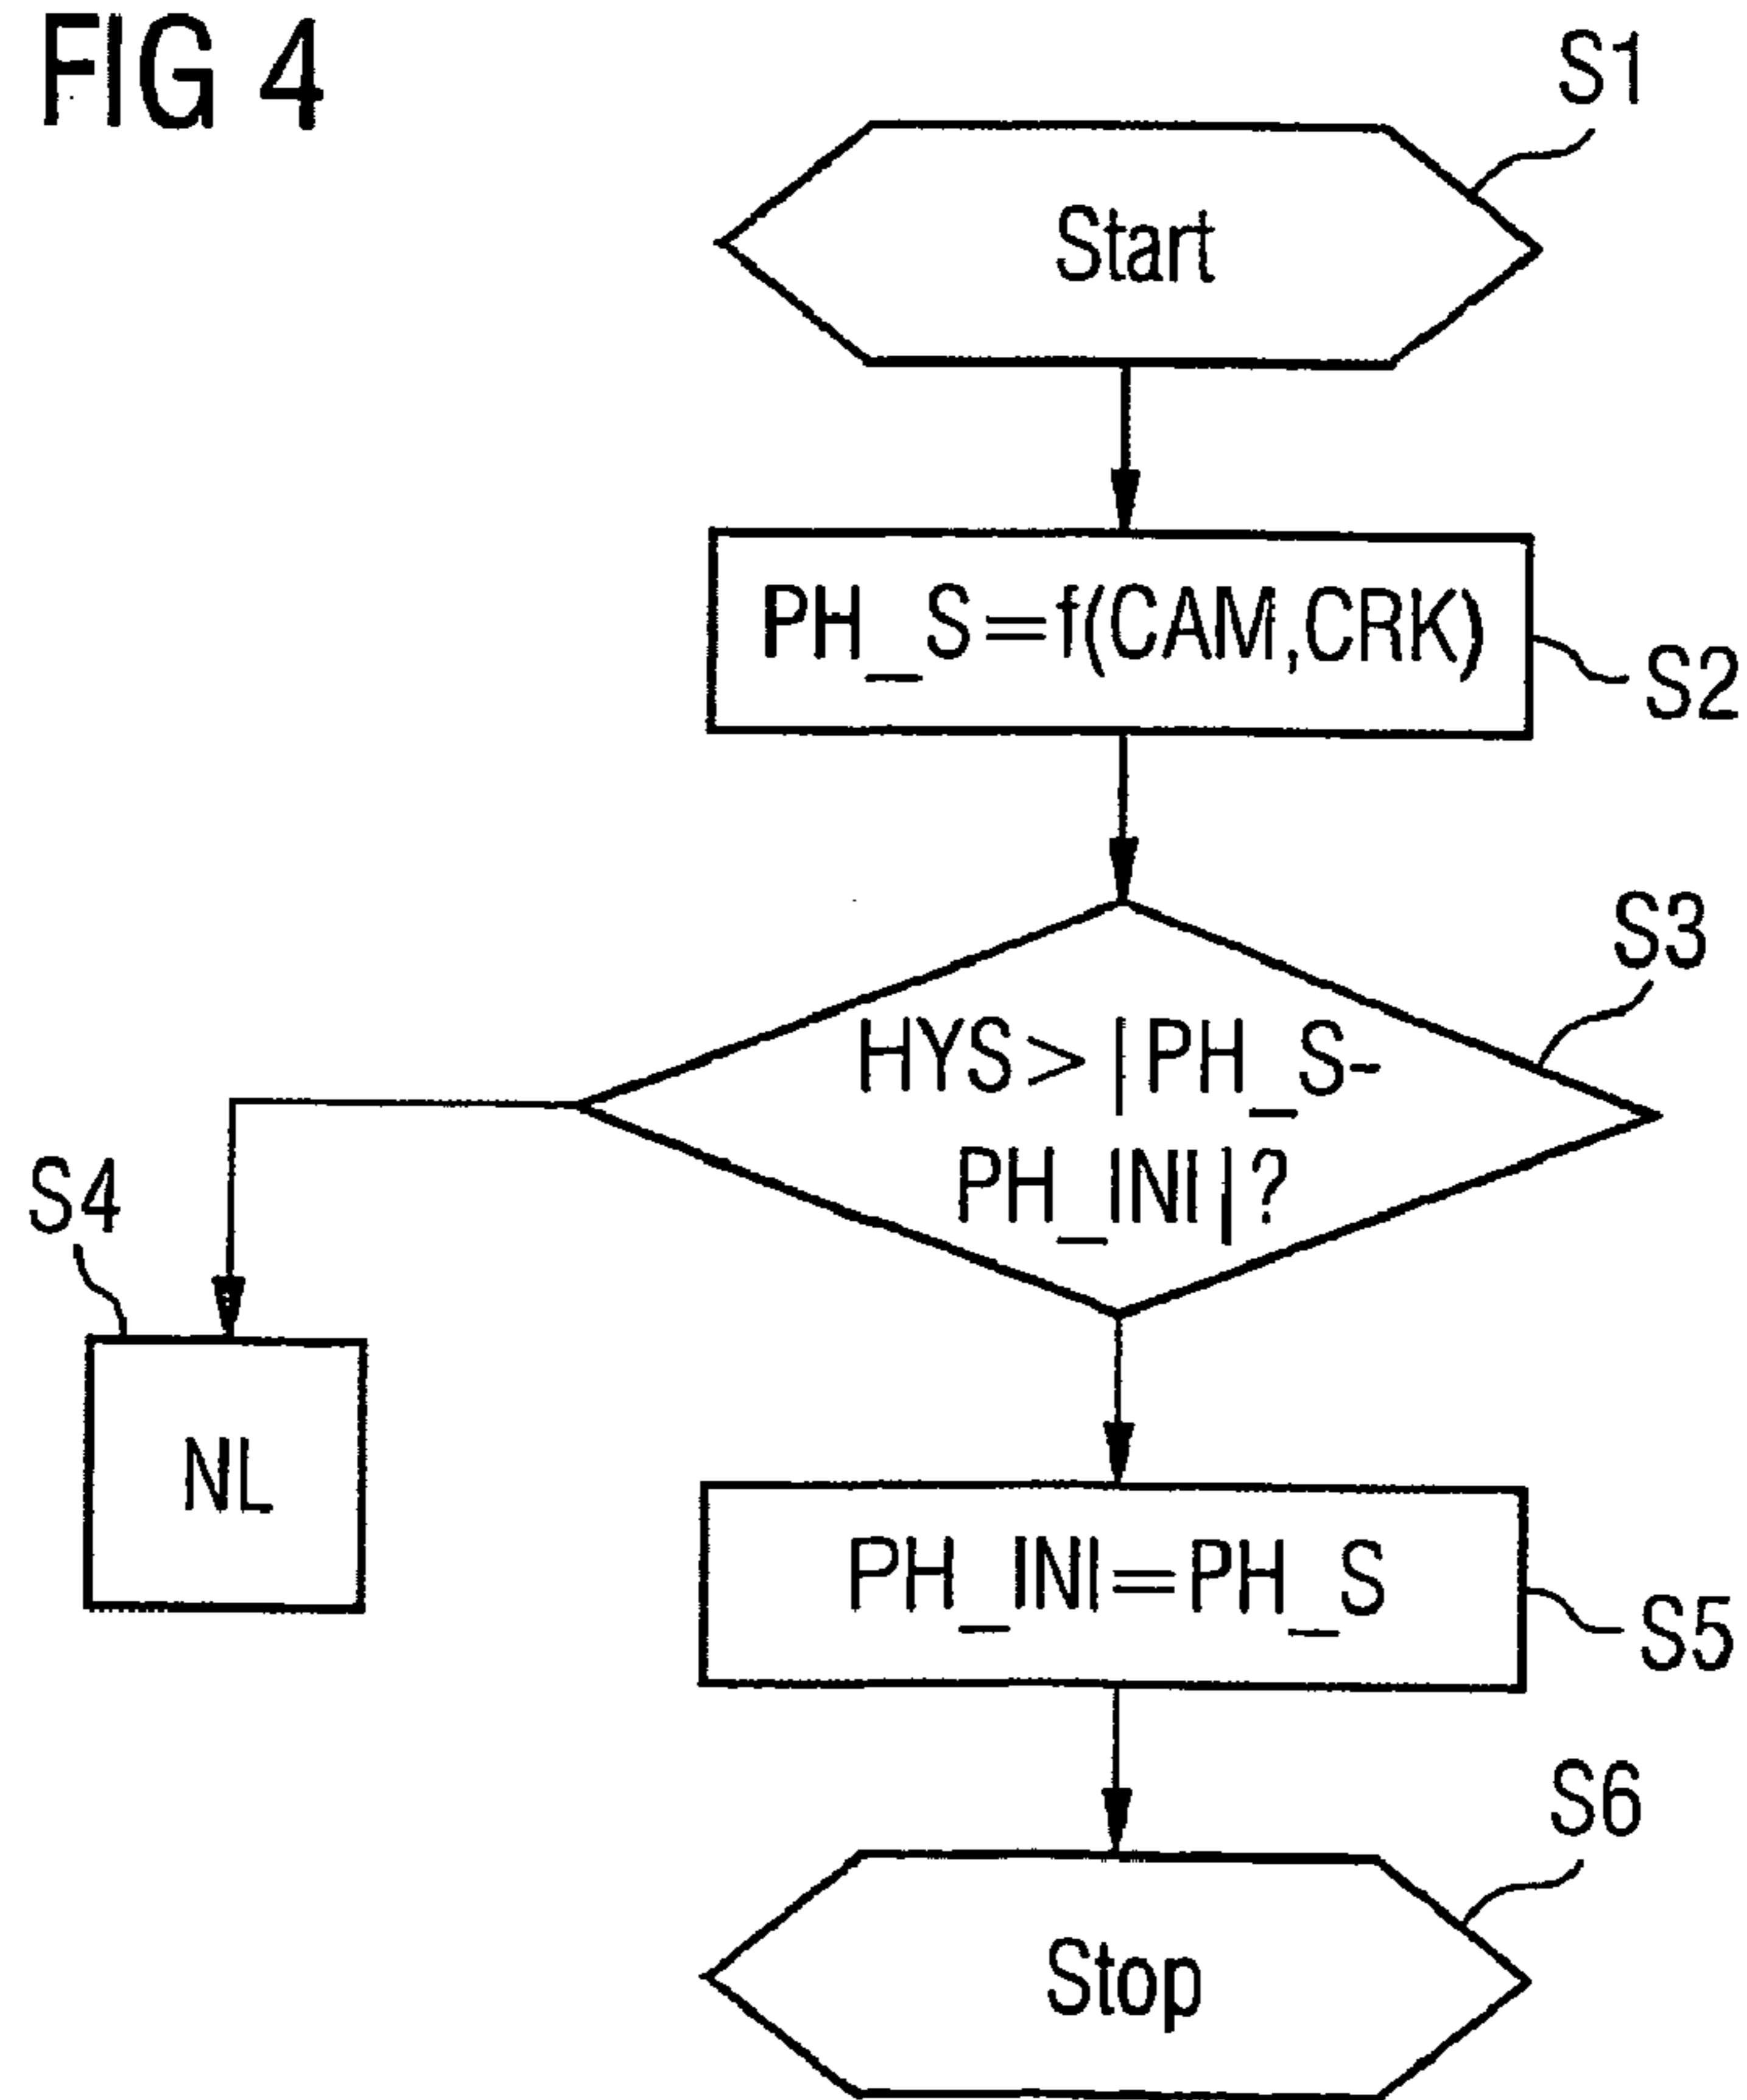 FIG 4
S1
Start
PH_S=f(CAM,CRK)
S2
S3
HYS>|PH_S-
PH_INI|?
S4
NL
PH_INI=PH_S
S5
S6
Stop